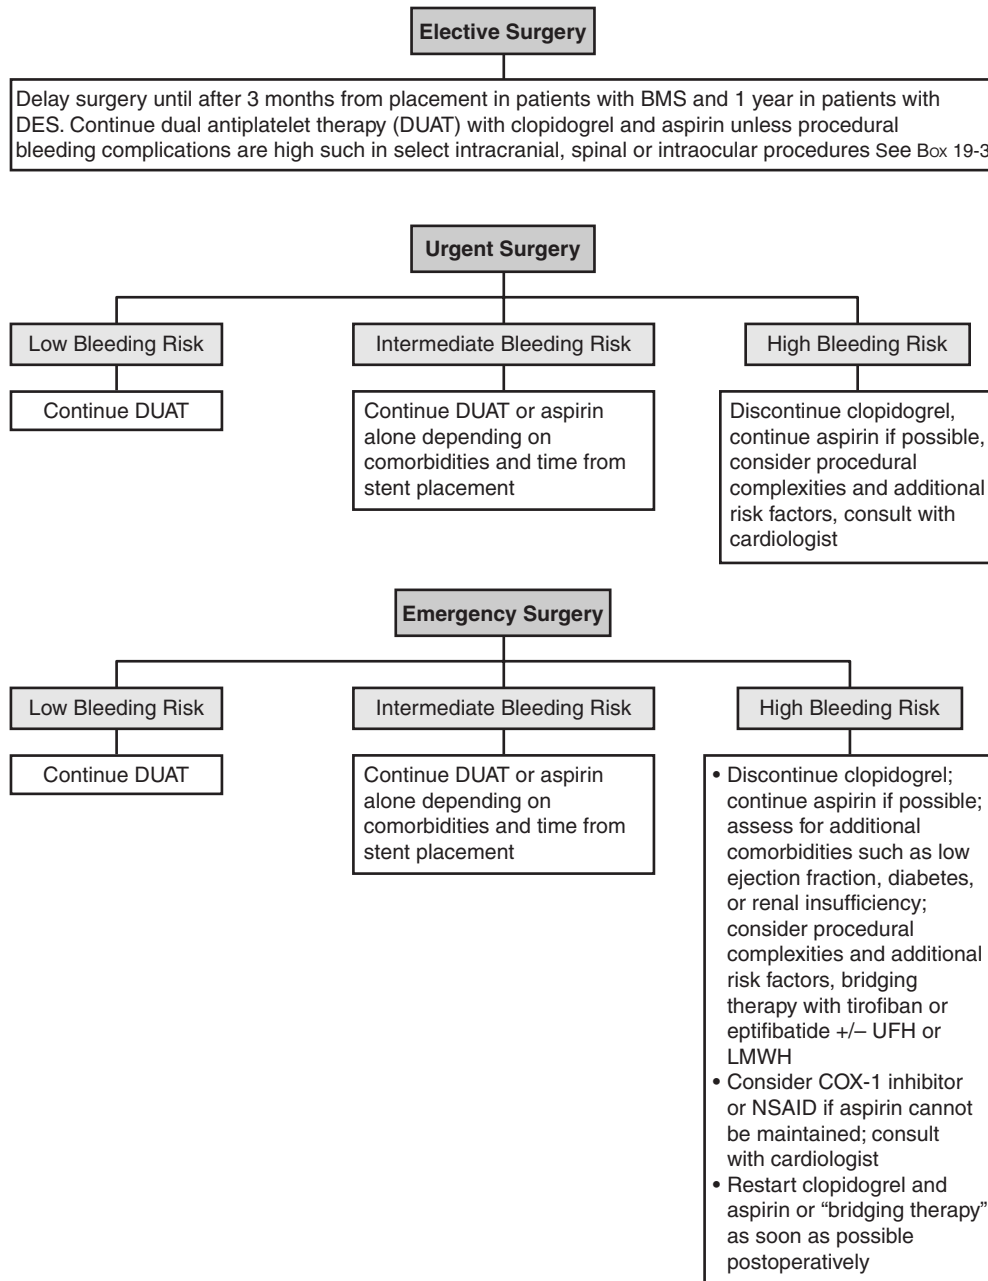 Elective Surgery
Delay surgery until after 3 months from placement in patients with BMS and 1 year in patients with
DES. Continue dual antiplatelet therapy (DUAT) with clopidogrel and aspirin unless procedural
bleeding complications are high such in select intracranial, spinal or intraocular procedures See Box 19-3
Urgent Surgery
Low Bleeding Risk
Continue DUAT
Intermediate Bleeding Risk
Continue DUAT or aspirin
alone depending on
comorbidities and time from
stent placement
High Bleeding Risk
Discontinue clopidogrel,
continue aspirin if possible,
consider procedural
complexities and additional
risk factors, consult with
cardiologist
Emergency Surgery
Low Bleeding Risk
Continue DUAT
Intermediate Bleeding Risk
Continue DUAT or aspirin
alone depending on
comorbidities and time from
stent placement
High Bleeding Risk
• Discontinue clopidogrel;
continue aspirin if possible;
assess for additional
comorbidities such as low
ejection fraction, diabetes,
or renal insufficiency;
consider procedural
complexities and additional
risk factors, bridging
therapy with tirofiban or
eptifibatide +/– UFH or
LMWH
• Consider COX-1 inhibitor
or NSAID if aspirin cannot
be maintained; consult
with cardiologist
• Restart clopidogrel and
aspirin or “bridging therapy”
as soon as possible
postoperatively